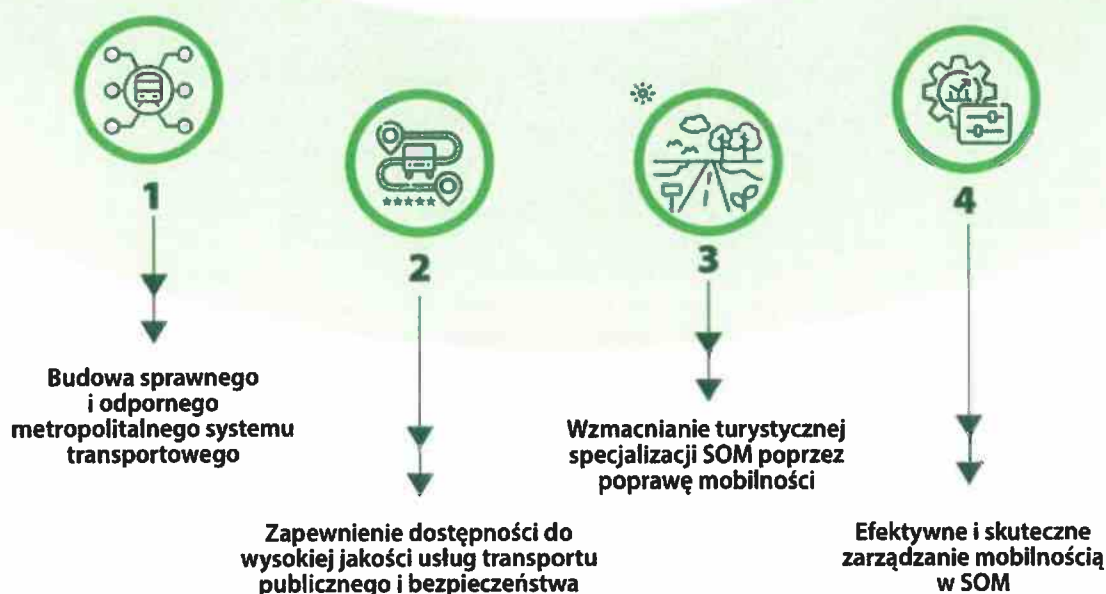 1
Budowa sprawnego
i odpornego
metropolitalnego systemu
transportowego
2
Zapewnienie dostępności do
wysokiej jakości usług transportu
publicznego i bezpieczeństwa
3
Wzmacnianie turystycznej
specjalizacji SOM poprzez
poprawę mobilności
4
Efektywne i skuteczne
zarządzanie mobilnością
w SOM